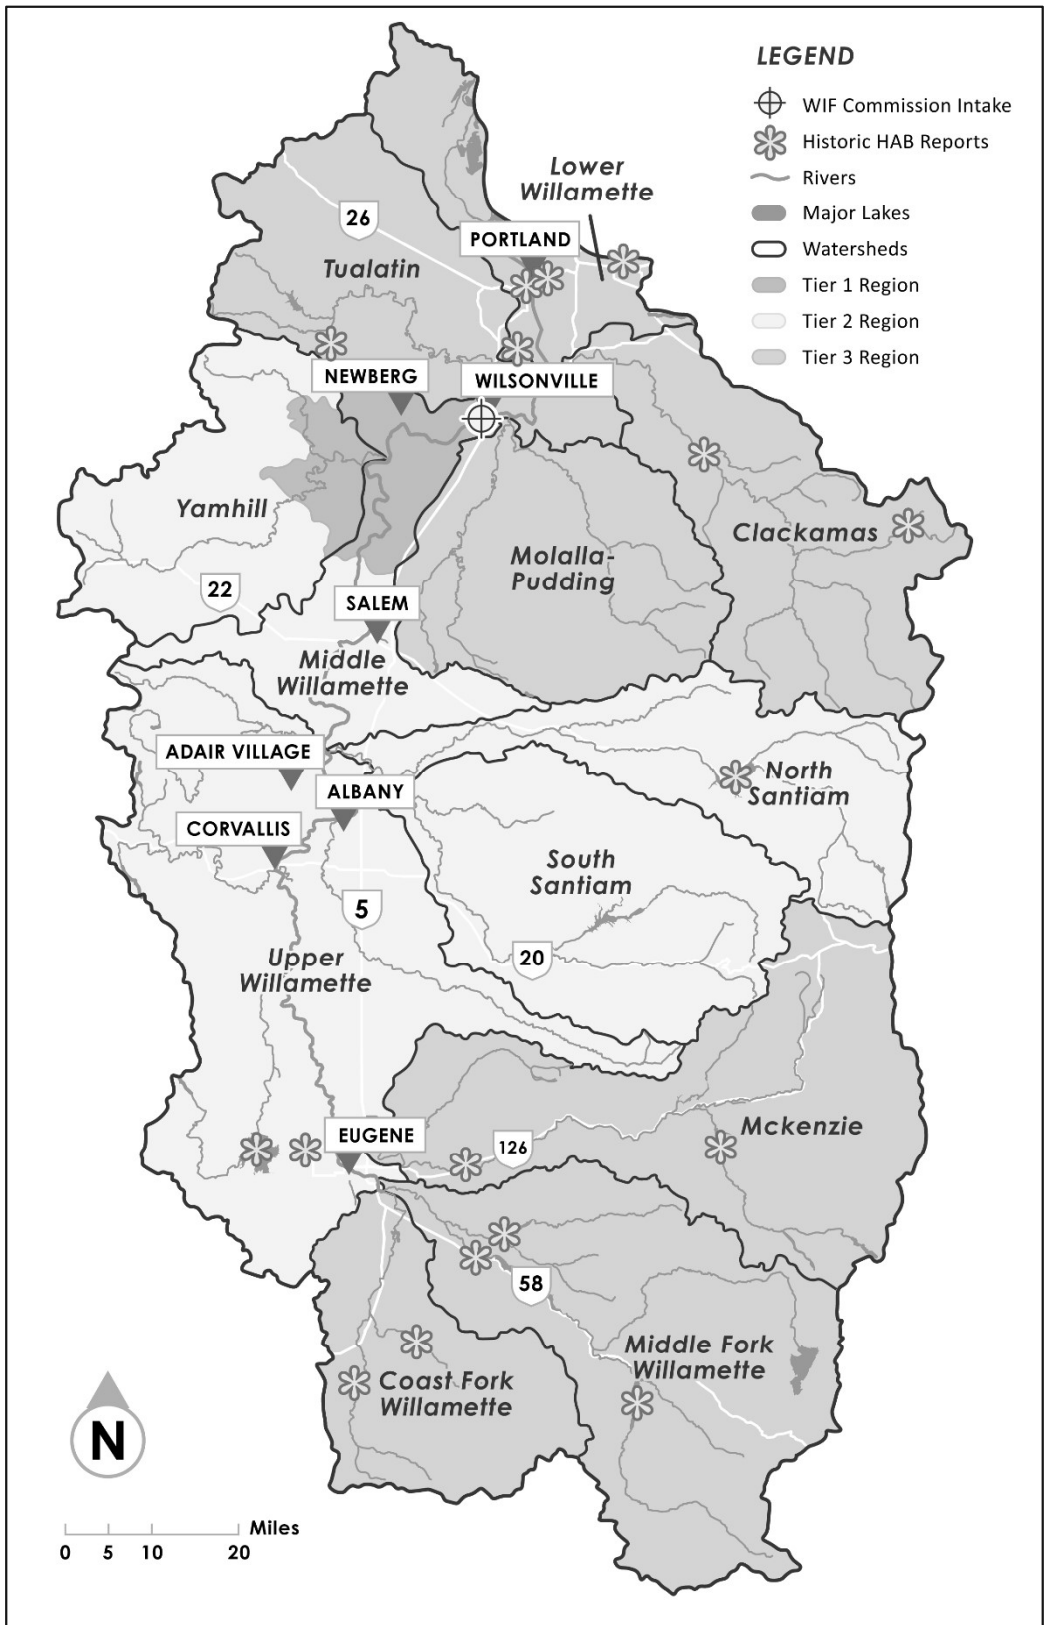 LEGEND
WIF Commission Intake
Historic HAB Reports
Rivers
Major Lakes
Watersheds
Tier 1 Region
Tier 2 Region
Tier 3 Region
Lower
Willamette
26
PORTLAND
Tualatin
NEWBERG
WILSONVILLE
Yamhill
Clackamas
Molalla-
Pudding
22
SALEM
Middle
Willamette
ADAIR VILLAGE
ALBANY
North
Santiam
CORVALLIS
South
Santiam
5
20
Upper
Willamette
EUGENE
126
Mckenzie
58
Middle Fork
Willamette
Coast Fork
Willamette
N
Miles
0 5 10 20